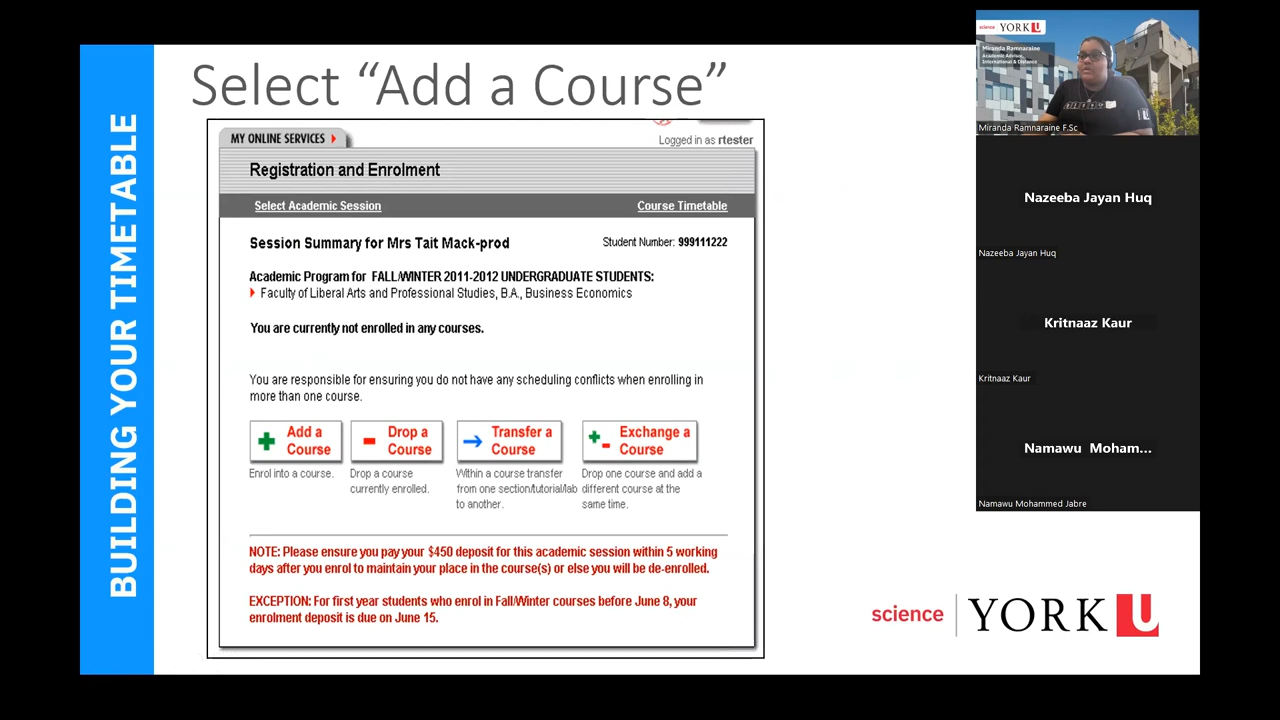 BUILDING YOUR TIMETABLE
Select “Add a Course”
MY ONLINE SERVICES
Logged in as rtester
Registration and Enrolment
Select Academic Session
Course Timetable
Session Summary for Mrs Tait Mack-prod
Student Number: 999111222
Academic Program for FALL/WINTER 2011-2012 UNDERGRADUATE STUDENTS:
Faculty of Liberal Arts and Professional Studies, B.A., Business Economics
You are currently not enrolled in any courses.
You are responsible for ensuring you do not have any scheduling conflicts when enrolling in
more than one course.
Add a
Course
Enrol into a course.
Drop a
Course
Drop a course
currently enrolled.
Transfer a
Course
Within a course transfer
from one section/tutorial/lab
to another.
Exchange a
Course
Drop one course and add a
different course at the
same time.
NOTE: Please ensure you pay your $450 deposit for this academic session within 5 working
days after you enrol to maintain your place in the course(s) or else you will be de-enrolled.
EXCEPTION: For first year students who enrol in Fall/Winter courses before June 8, your
enrolment deposit is due on June 15.
science YORK U
science YORK U
Miranda Ramnaraine
Academic Advisor,
International & Distance
Miranda Ramnaraine F.Sc
Nazeeba Jayan Huq
Nazeeba Jayan Huq
Kritnaaz Kaur
Kritnaaz Kaur
Namawu Moham...
Namawu Mohammed Jabre